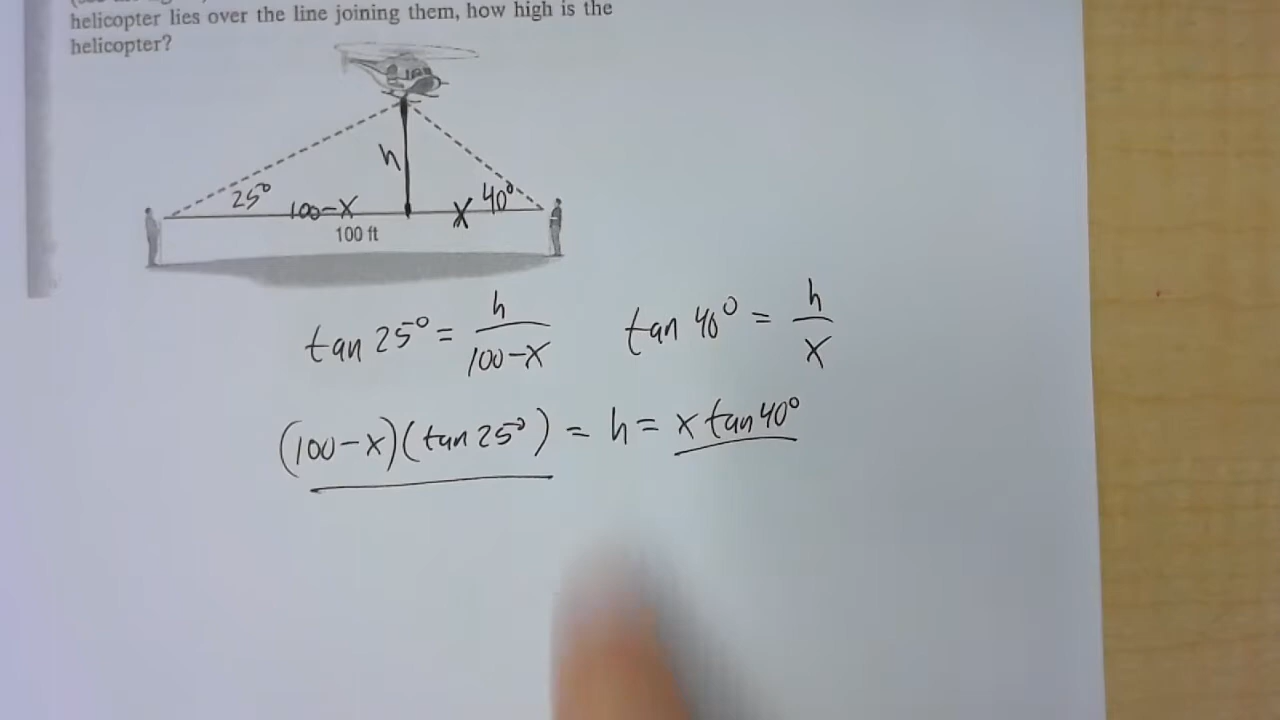 helicopter lies over the line joining them, how high is the
helicopter?
h
25° 100-x x 40°
100 ft
tan 25° = h/(100-x) tan 40° = h/x
(100-x)(tan 25°) = h = x tan 40°